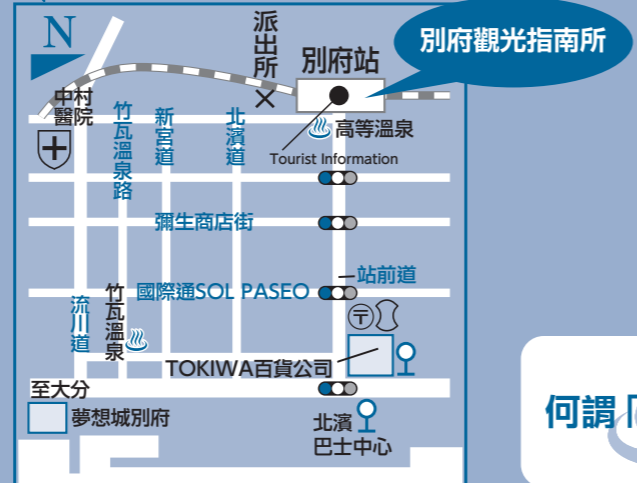 N
派出所
別府站
別府觀光指南所
中村
醫院
竹瓦溫泉路
新宮道
北濱道
高等溫泉
Tourist Information
彌生商店街
站前道
國際通SOL PASEO
流川道
竹瓦溫泉
〒
TOKIWA百貨公司
至大分
夢想城別府
北濱
巴士中心
何謂「